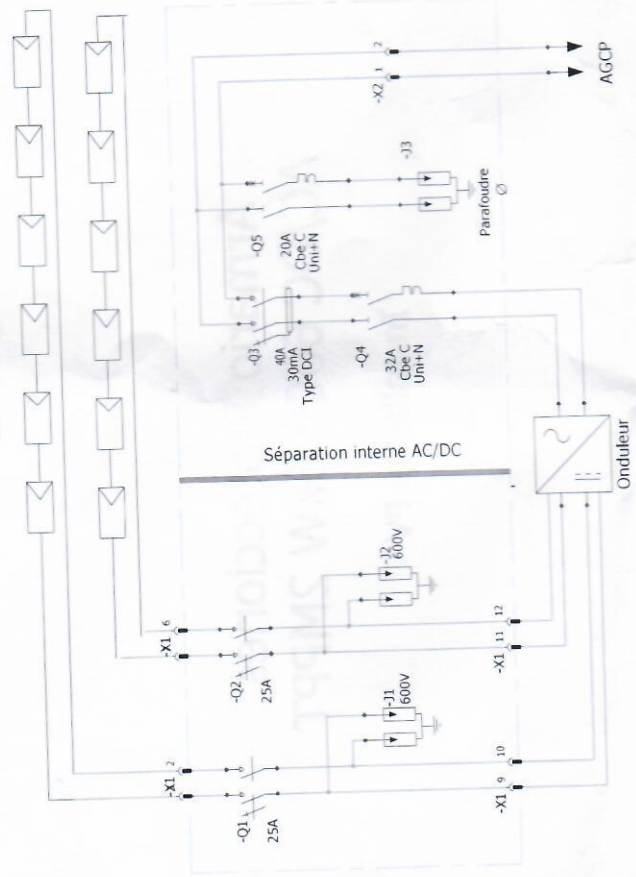 -X1 2
-X1 6
-Q1
25A
-Q2
25A
-J1
600V
-J2
600V
-X1 9 10
-X1 11 12
Séparation interne AC/DC
-Q3
40A
30mA
Type DCI
-Q4
32A
Cbe C
Uni+N
-Q5
20A
Cbe C
Uni+N
-J3
Parafoudre
Ø
-X2 1 2
AGCP
Onduleur